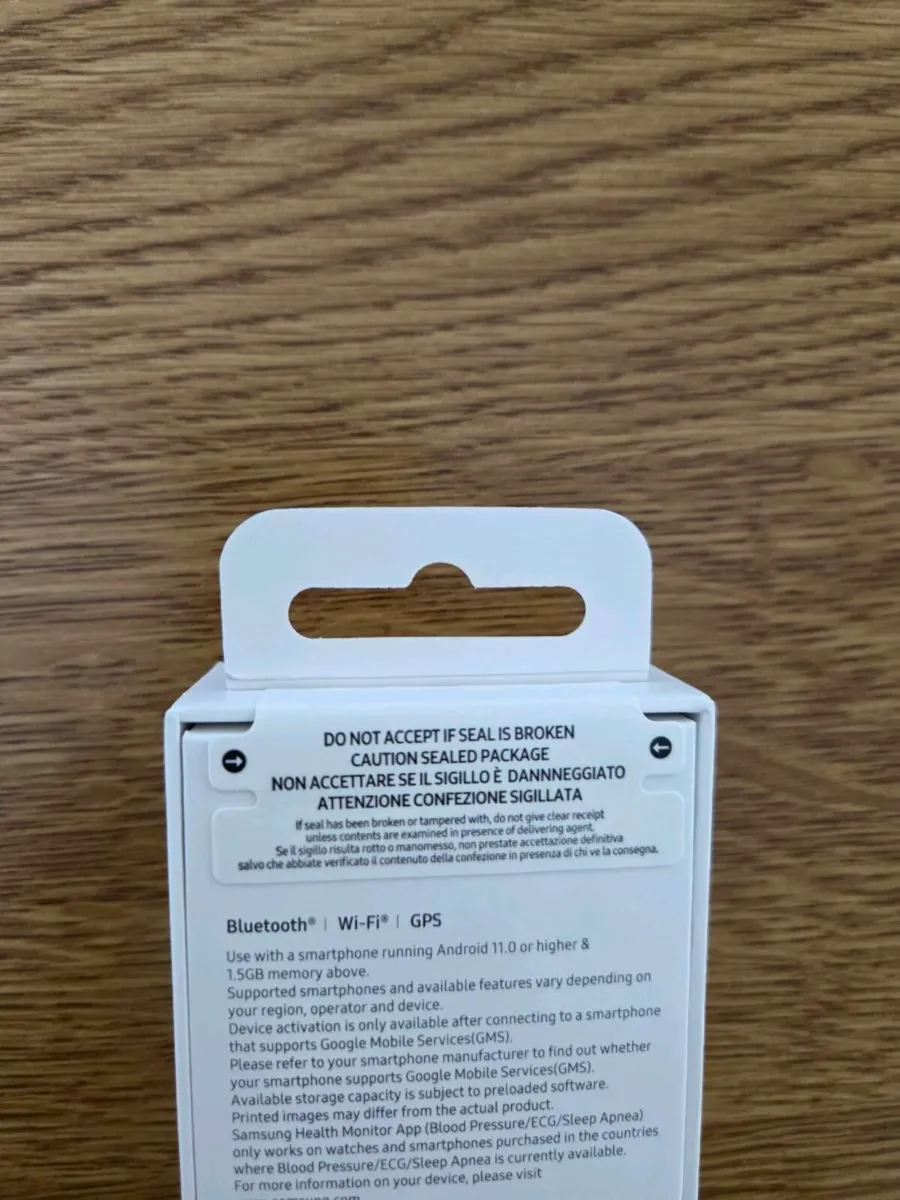 DO NOT ACCEPT IF SEAL IS BROKEN
CAUTION SEALED PACKAGE
NON ACCETTARE SE IL SIGILLO È DANNNEGGIATO
ATTENZIONE CONFEZIONE SIGILLATA
If seal has been broken or tampered with, do not give clear receipt
unless contents are examined in presence of delivering agent.
Se il sigillo risulta rotto o manomesso, non prestate accettazione definitiva
salvo che abbiate verificato il contenuto della confezione in presenza di chi ve la consegna.
Bluetooth® | Wi-Fi® | GPS
Use with a smartphone running Android 11.0 or higher &
1.5GB memory above.
Supported smartphones and available features vary depending on
your region, operator and device.
Device activation is only available after connecting to a smartphone
that supports Google Mobile Services(GMS).
Please refer to your smartphone manufacturer to find out whether
your smartphone supports Google Mobile Services(GMS).
Available storage capacity is subject to preloaded software.
Printed images may differ from the actual product.
Samsung Health Monitor App (Blood Pressure/ECG/Sleep Apnea)
only works on watches and smartphones purchased in the countries
where Blood Pressure/ECG/Sleep Apnea is currently available.
For more information on your device, please visit